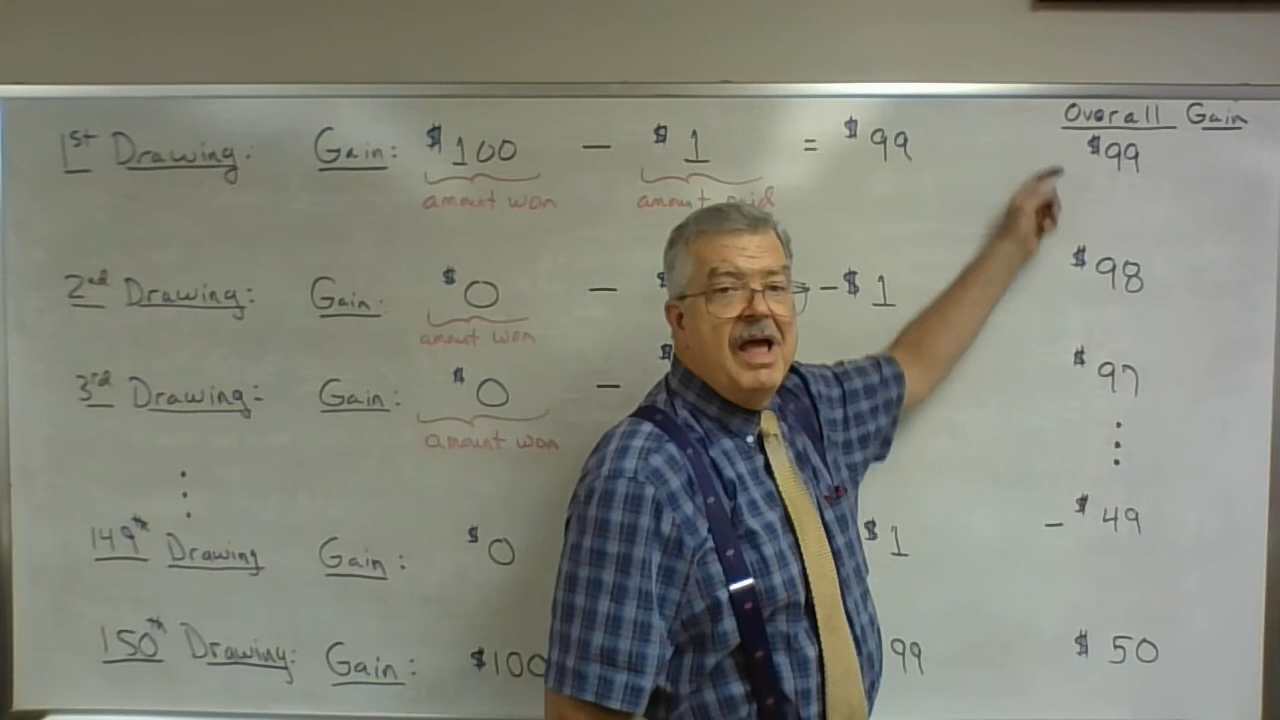 Overall Gain
1st Drawing: Gain: $100 — $1 = $99 $99
amount won amount paid
2nd Drawing: Gain: $0 — $ - $1 $98
amount won
3rd Drawing: Gain: $0 — $ $97
amount won
149th Drawing Gain: $0 $1 - $49
150th Drawing: Gain: $100 99 $50